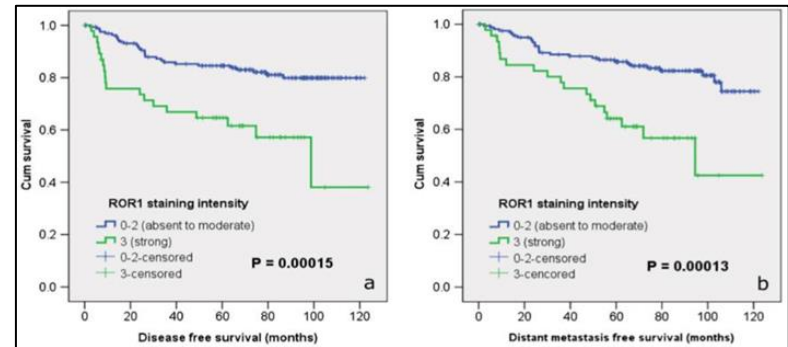 1.0
0.8
0.6
0.4
0.2
0.0
Cum survival
ROR1 staining intensity
0-2 (absent to moderate)
3 (strong)
0-2-censored
3-censored
P = 0.00015
a
0 20 40 60 80 100 120
Disease free survival (months)
1.0
0.8
0.6
0.4
0.2
0.0
Cum survival
ROR1 staining intensity
0-2 (absent to moderate)
3 (strong)
0-2-censored
3-cencored
P = 0.00013
b
0 20 40 60 80 100 120
Distant metastasis free survival (months)